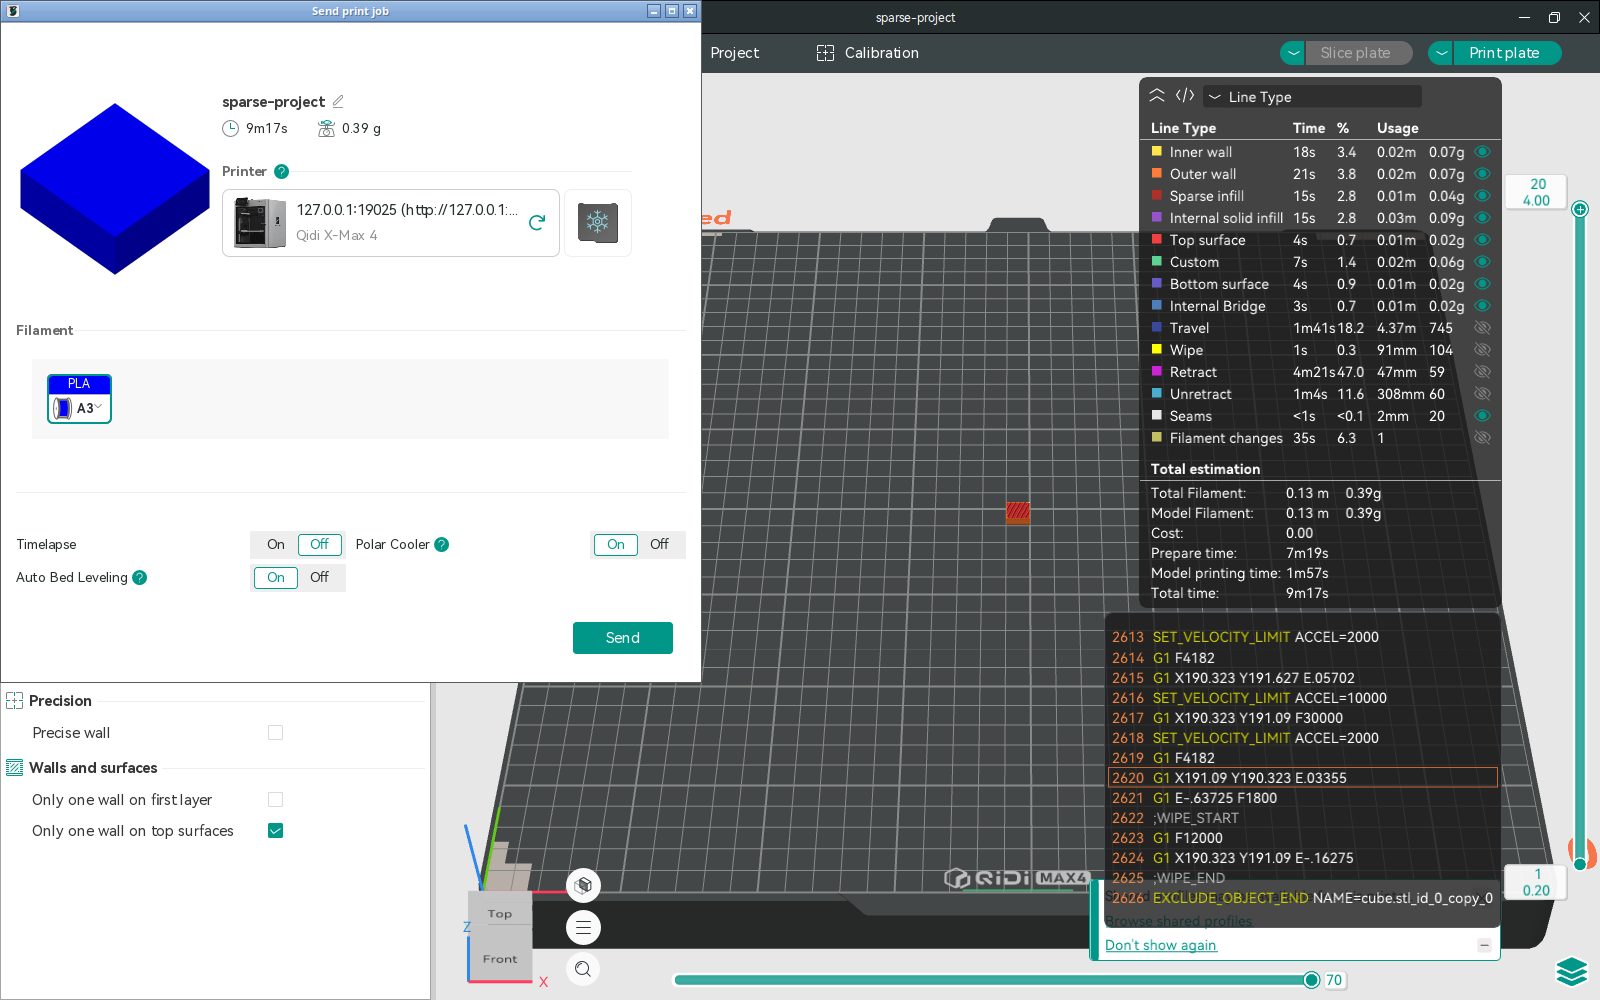 Send print job
sparse-project
Project
Calibration
Slice plate
Print plate
sparse-project
9m17s
0.39 g
Printer
?
127.0.0.1:19025 (http://127.0.0.1:...
Qidi X-Max 4
Filament
PLA
A3
Timelapse
On
Off
Polar Cooler
?
On
Off
Auto Bed Leveling
?
On
Off
Send
Precision
Precise wall
Walls and surfaces
Only one wall on first layer
Only one wall on top surfaces
ed
Line Type
Line Type Time % Usage
Inner wall 18s 3.4 0.02m 0.07g
Outer wall 21s 3.8 0.02m 0.07g
Sparse infill 15s 2.8 0.01m 0.04g
Internal solid infill 15s 2.8 0.03m 0.09g
Top surface 4s 0.7 0.01m 0.02g
Custom 7s 1.4 0.02m 0.06g
Bottom surface 4s 0.9 0.01m 0.02g
Internal Bridge 3s 0.7 0.01m 0.02g
Travel 1m41s 18.2 4.37m 745
Wipe 1s 0.3 91mm 104
Retract 4m21s 47.0 47mm 59
Unretract 1m4s 11.6 308mm 60
Seams <1s <0.1 2mm 20
Filament changes 35s 6.3 1
Total estimation
Total Filament: 0.13 m 0.39g
Model Filament: 0.13 m 0.39g
Cost: 0.00
Prepare time: 7m19s
Model printing time: 1m57s
Total time: 9m17s
20
4.00
2613 SET_VELOCITY_LIMIT ACCEL=2000
2614 G1 F4182
2615 G1 X190.323 Y191.627 E.05702
2616 SET_VELOCITY_LIMIT ACCEL=10000
2617 G1 X190.323 Y191.09 F30000
2618 SET_VELOCITY_LIMIT ACCEL=2000
2619 G1 F4182
2620 G1 X191.09 Y190.323 E.03355
2621 G1 E-.63725 F1800
2622 ;WIPE_START
2623 G1 F12000
2624 G1 X190.323 Y191.09 E-.16275
2625 ;WIPE_END
2626 EXCLUDE_OBJECT_END NAME=cube.stl_id_0_copy_0
1
0.20
QIDI MAX4
Browse shared profiles
Don't show again
Top
Front
Z
X
70